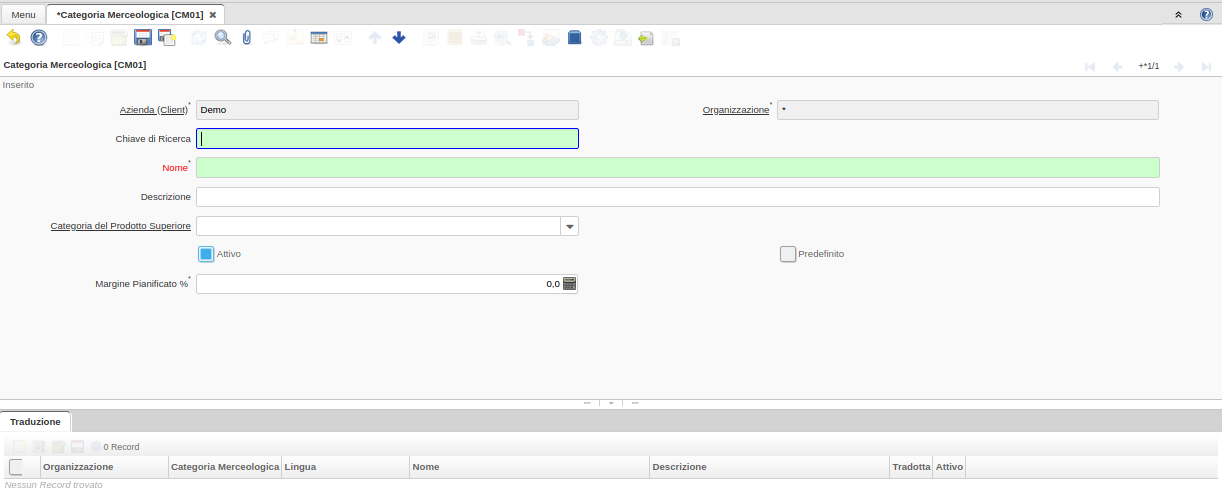 Menu *Categoria Merceologica [CM01]
Categoria Merceologica [CM01] +*1/1
Inserito
Azienda (Client)* Demo Organizzazione* *
Chiave di Ricerca
Nome*
Descrizione
Categoria del Prodotto Superiore
Attivo Predefinito
Margine Pianificato %* 0,0
Traduzione
0 Record
Organizzazione Categoria Merceologica Lingua Nome Descrizione Tradotta Attivo
Nessun Record trovato